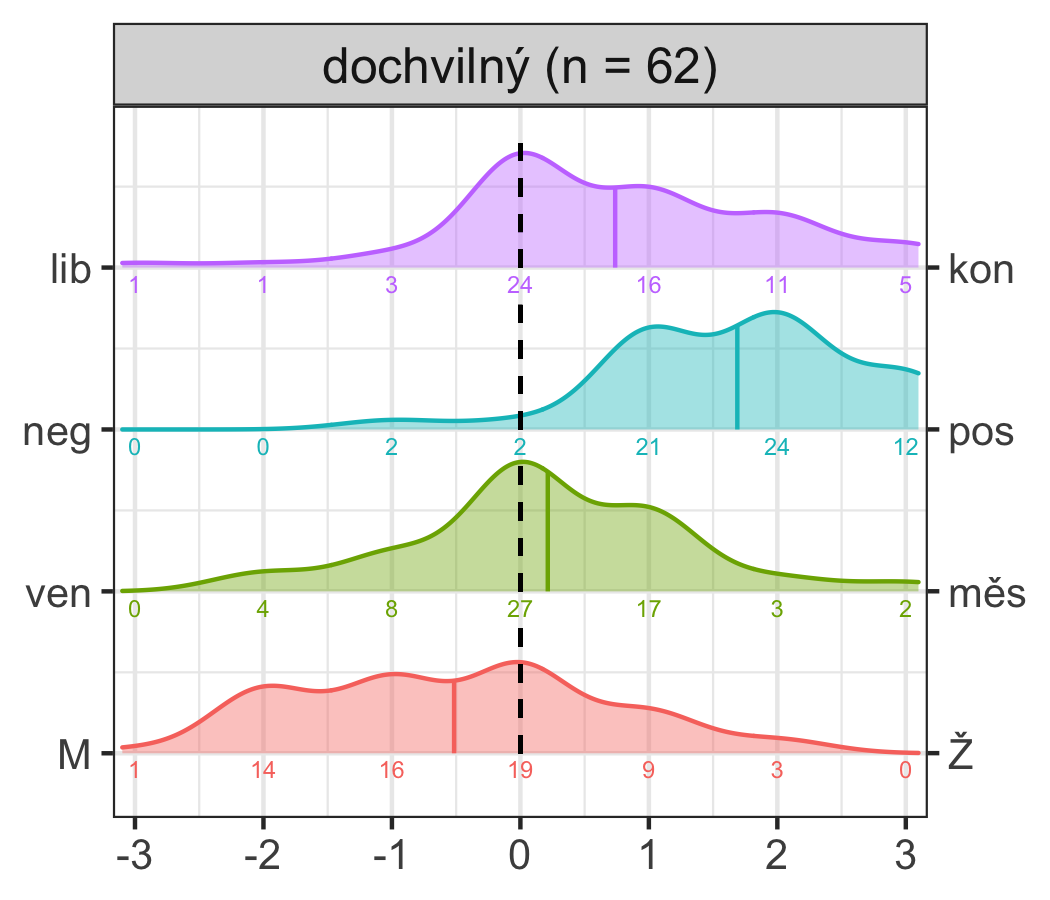 dochvilný (n = 62)
lib kon
1 1 3 24 16 11 5
neg pos
0 0 2 2 21 24 12
ven měs
0 4 8 27 17 3 2
M Ž
1 14 16 19 9 3 0
-3 -2 -1 0 1 2 3